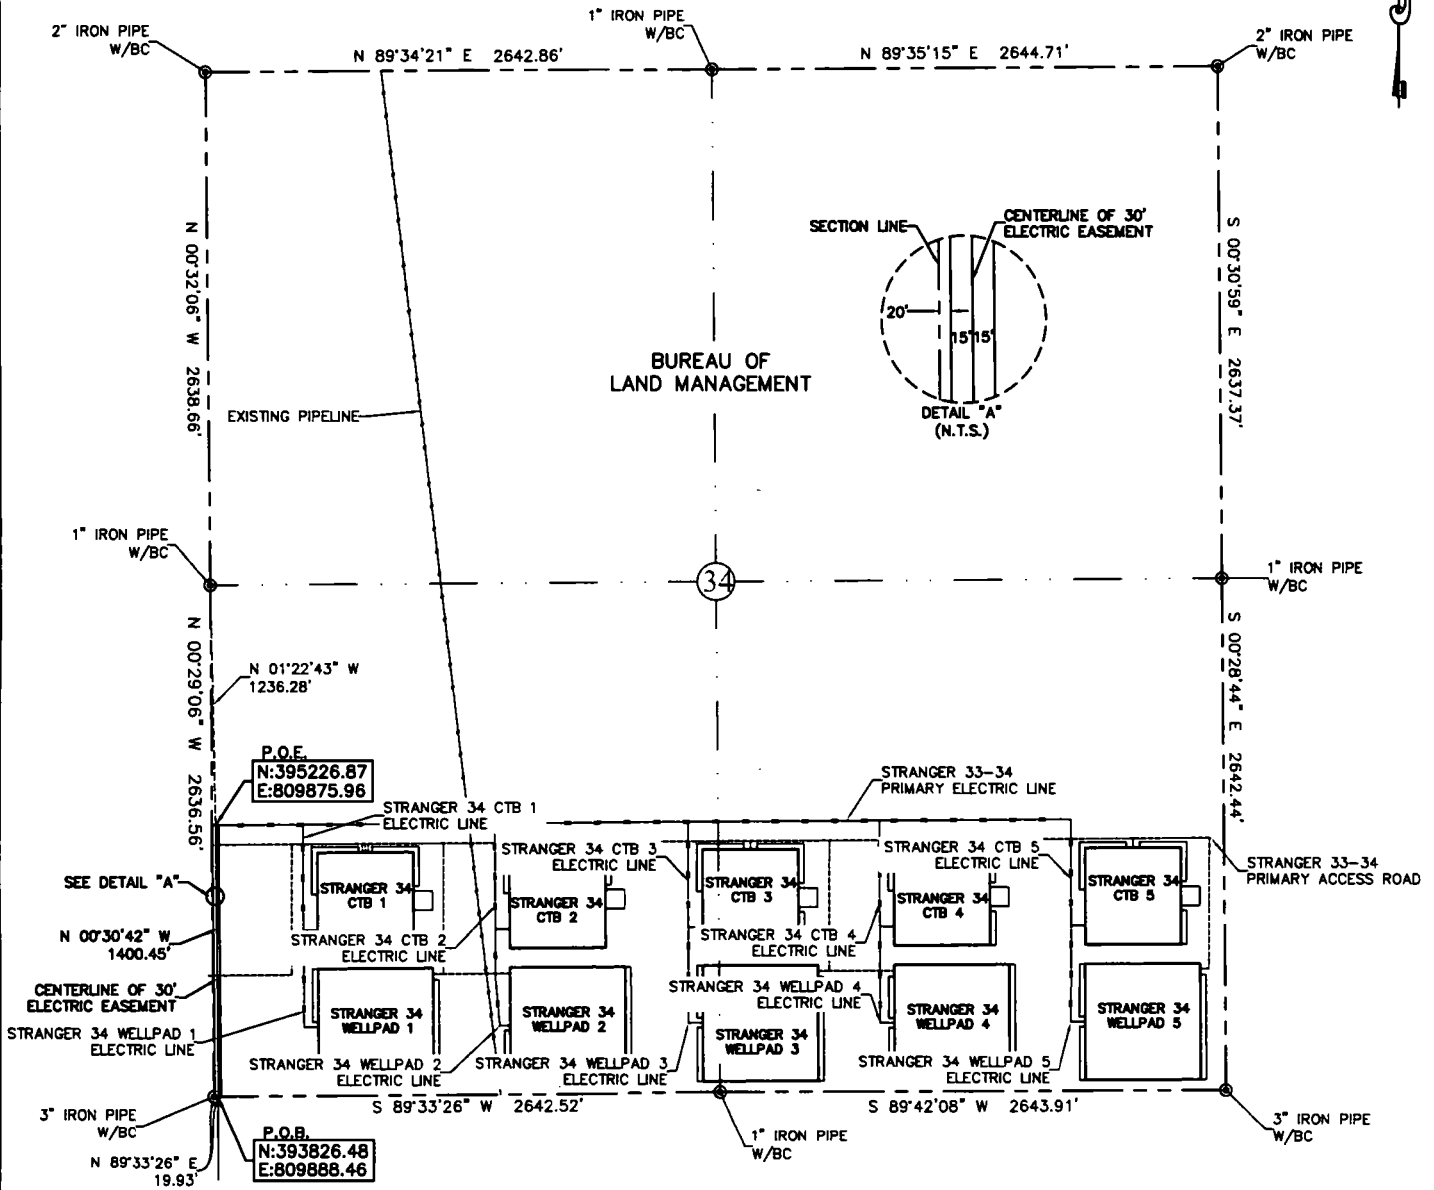 2" IRON PIPE
W/BC
1" IRON PIPE
W/BC
2" IRON PIPE
W/BC
N 89°34'21" E 2642.86'
N 89°35'15" E 2644.71'
N 00°32'06" W 2638.66'
S 00°30'59" E 2637.37'
SECTION LINE
CENTERLINE OF 30'
ELECTRIC EASEMENT
20'
15'
15'
DETAIL "A"
(N.T.S.)
BUREAU OF
LAND MANAGEMENT
EXISTING PIPELINE
1" IRON PIPE
W/BC
34
1" IRON PIPE
W/BC
N 00°29'06" W 2636.56'
S 00°28'44" E 2642.44'
N 01°22'43" W
1236.28'
P.O.E.
N:395226.87
E:809875.96
STRANGER 34 CTB 1
ELECTRIC LINE
STRANGER 33-34
PRIMARY ELECTRIC LINE
STRANGER 34 CTB 3
ELECTRIC LINE
STRANGER 34 CTB 5
ELECTRIC LINE
STRANGER 33-34
PRIMARY ACCESS ROAD
SEE DETAIL "A"
STRANGER 34
CTB 1
STRANGER 34
CTB 2
STRANGER 34
CTB 3
STRANGER 34
CTB 4
STRANGER 34
CTB 5
N 00°30'42" W
1400.45'
STRANGER 34 CTB 2
ELECTRIC LINE
STRANGER 34 CTB 4
ELECTRIC LINE
CENTERLINE OF 30'
ELECTRIC EASEMENT
STRANGER 34 WELLPAD 4
ELECTRIC LINE
STRANGER 34
WELLPAD 1
STRANGER 34
WELLPAD 2
STRANGER 34
WELLPAD 3
STRANGER 34
WELLPAD 4
STRANGER 34
WELLPAD 5
STRANGER 34 WELLPAD 1
ELECTRIC LINE
STRANGER 34 WELLPAD 2
ELECTRIC LINE
STRANGER 34 WELLPAD 3
ELECTRIC LINE
STRANGER 34 WELLPAD 5
ELECTRIC LINE
S 89°33'26" W 2642.52'
S 89°42'08" W 2643.91'
3" IRON PIPE
W/BC
P.O.B.
N:393826.48
E:809888.46
1" IRON PIPE
W/BC
3" IRON PIPE
W/BC
N 89°33'26" E
19.93'